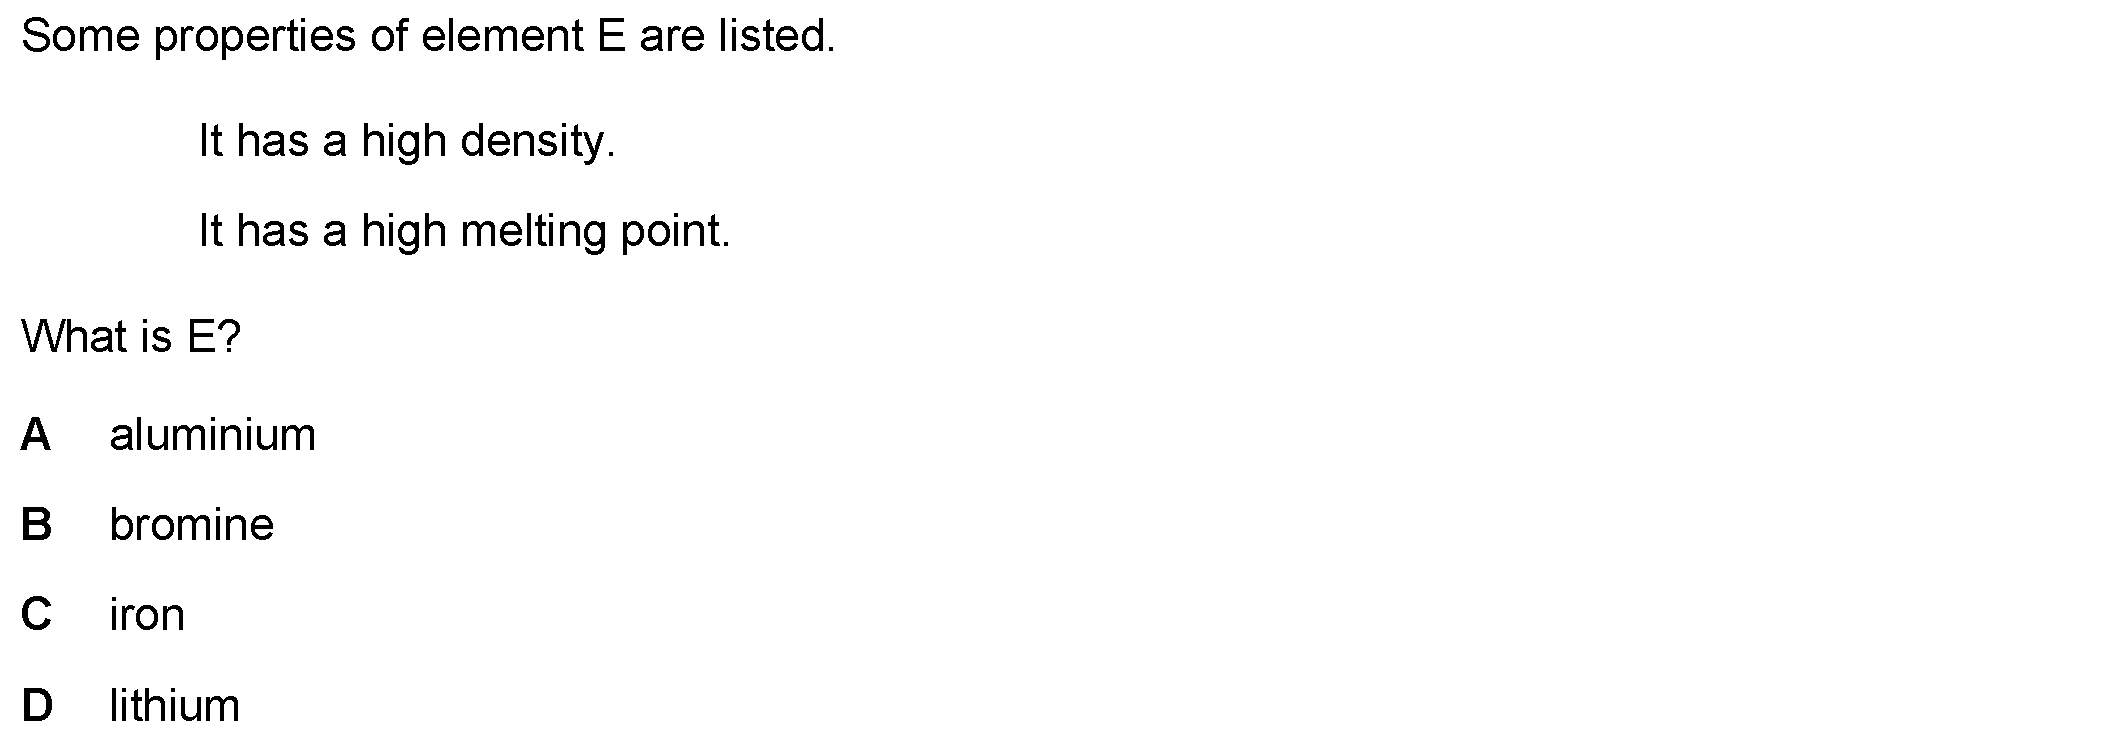 Some properties of element E are listed.
It has a high density.
It has a high melting point.
What is E?
A aluminium
B bromine
C iron
D lithium